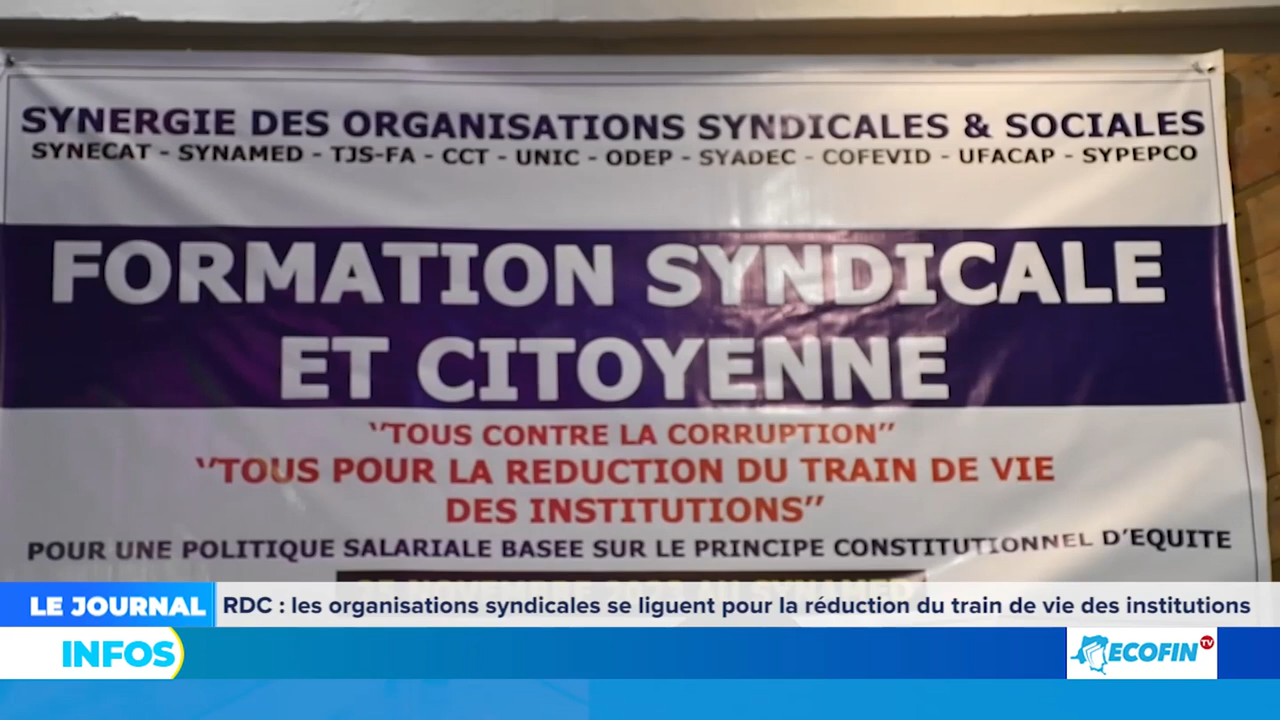 SYNERGIE DES ORGANISATIONS SYNDICALES & SOCIALES
SYNECAT - SYNAMED - TJS-FA - CCT - UNIC - ODEP - SYADEC - COFEVID - UFACAP - SYPEPCO
FORMATION SYNDICALE
ET CITOYENNE
‘’TOUS CONTRE LA CORRUPTION’’
‘’TOUS POUR LA REDUCTION DU TRAIN DE VIE
DES INSTITUTIONS’’
POUR UNE POLITIQUE SALARIALE BASEE SUR LE PRINCIPE CONSTITUTIONNEL D’EQUITE
LE JOURNAL
RDC : les organisations syndicales se liguent pour la réduction du train de vie des institutions
INFOS
ECOFIN TV